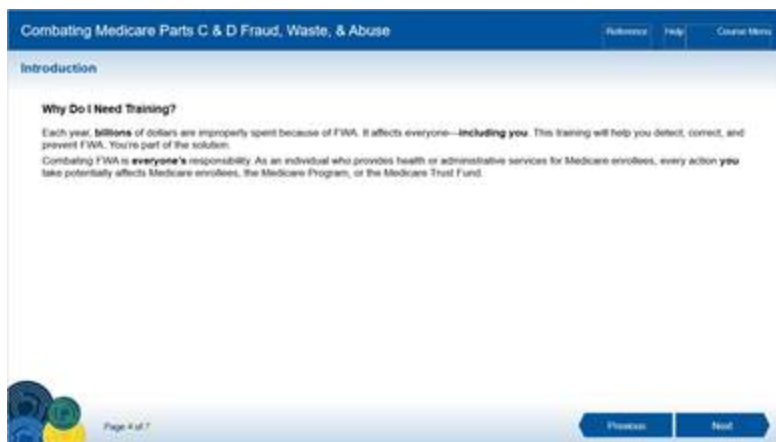 Combating Medicare Parts C & D Fraud, Waste, & Abuse
Reference Help Course Menu
Introduction
Why Do I Need Training?
Each year, billions of dollars are improperly spent because of FWA. It affects everyone—including you. This training will help you detect, correct, and
prevent FWA. You're part of the solution.
Combating FWA is everyone's responsibility. As an individual who provides health or administrative services for Medicare enrollees, every action you
take potentially affects Medicare enrollees, the Medicare Program, or the Medicare Trust Fund.
Page 4 of 7
Previous Next